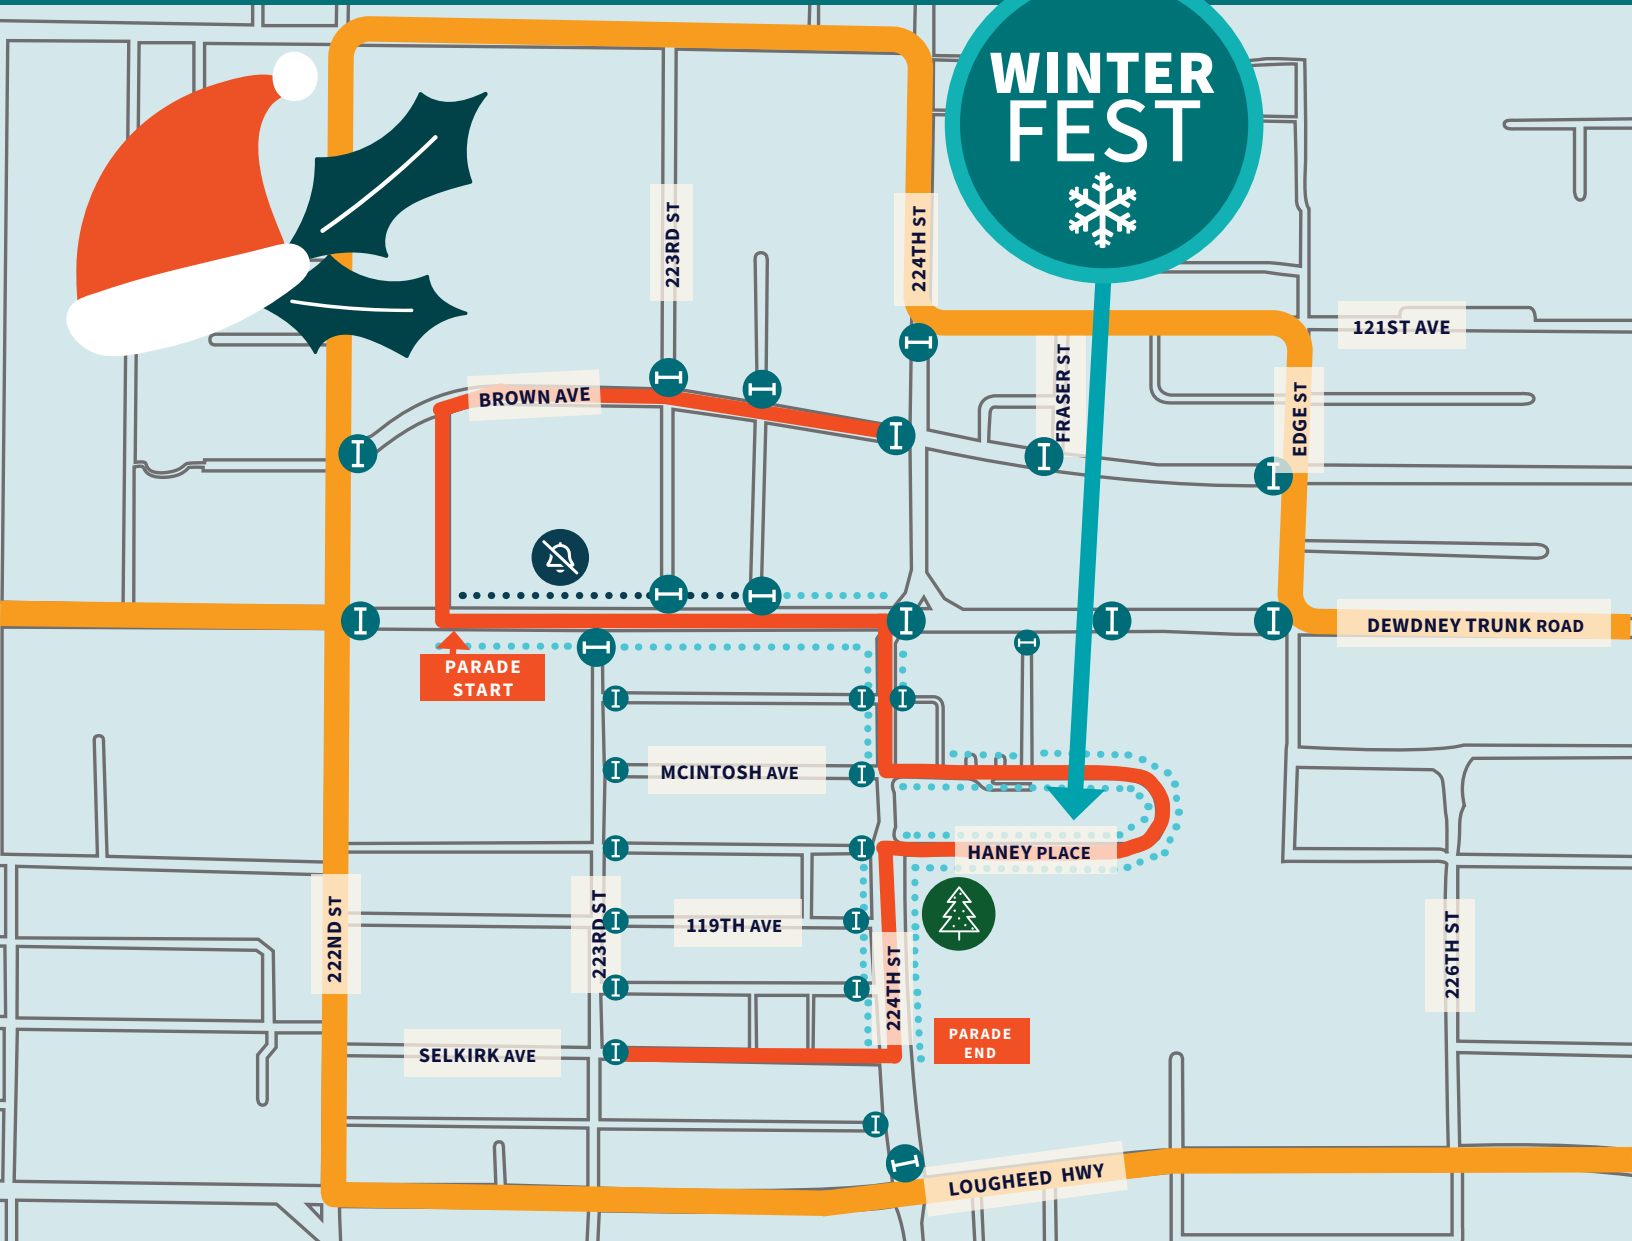 WINTER
FEST
223RD ST
224TH ST
121ST AVE
FRASER ST
EDGE ST
BROWN AVE
DEWDNEY TRUNK ROAD
PARADE
START
MCINTOSH AVE
HANEY PLACE
222ND ST
223RD ST
119TH AVE
224TH ST
226TH ST
PARADE
END
SELKIRK AVE
LOUGHEED HWY